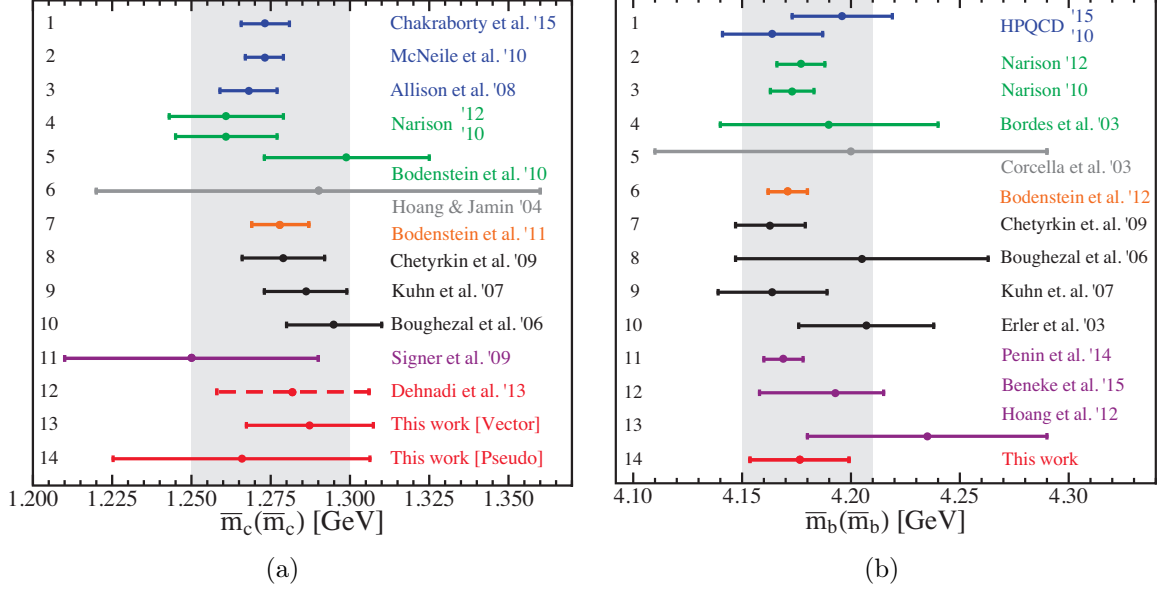 1 Chakraborty et al. '15
2 McNeile et al. '10
3 Allison et al. '08
4 Narison '12
'10
5
Bodenstein et al. '10
6
Hoang & Jamin '04
7
Bodenstein et al. '11
8 Chetyrkin et al. '09
9 Kuhn et al. '07
10 Boughezal et al. '06
11 Signer et al. '09
12 Dehnadi et al. '13
13 This work [Vector]
14 This work [Pseudo]
1.200 1.225 1.250 1.275 1.300 1.325 1.350
m̅c(m̅c) [GeV]
(a)
1 HPQCD '15
'10
2 Narison '12
3 Narison '10
4 Bordes et al. '03
5
Corcella et al. '03
6 Bodenstein et al. '12
7 Chetyrkin et al. '09
8 Boughezal et al. '06
9 Kuhn et. al. '07
10 Erler et al. '03
11 Penin et al. '14
12 Beneke et al. '15
Hoang et al. '12
13
14 This work
4.10 4.15 4.20 4.25 4.30
m̅b(m̅b) [GeV]
(b)